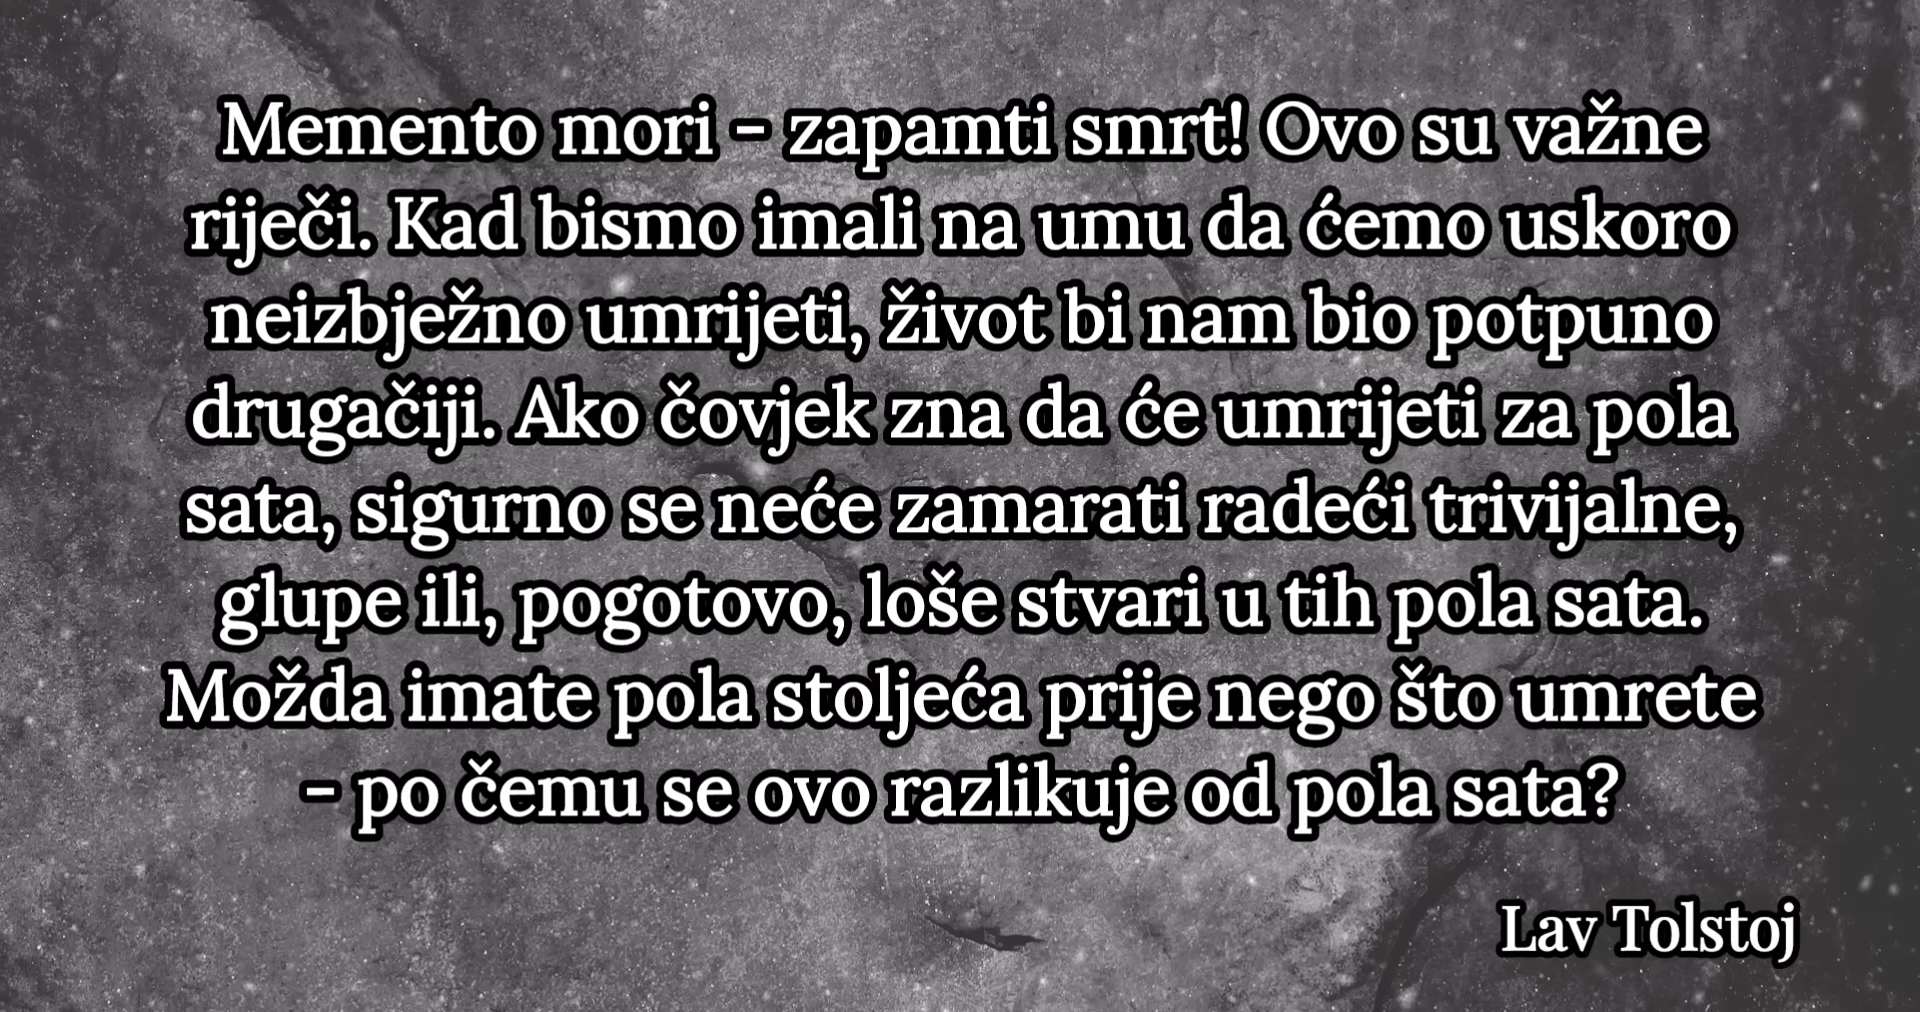 Memento mori - zapamti smrt! Ovo su važne
riječi. Kad bismo imali na umu da ćemo uskoro
neizbježno umrijeti, život bi nam bio potpuno
drugačiji. Ako čovjek zna da će umrijeti za pola
sata, sigurno se neće zamarati radeći trivijalne,
glupe ili, pogotovo, loše stvari u tih pola sata.
Možda imate pola stoljeća prije nego što umrete
- po čemu se ovo razlikuje od pola sata?
Lav Tolstoj